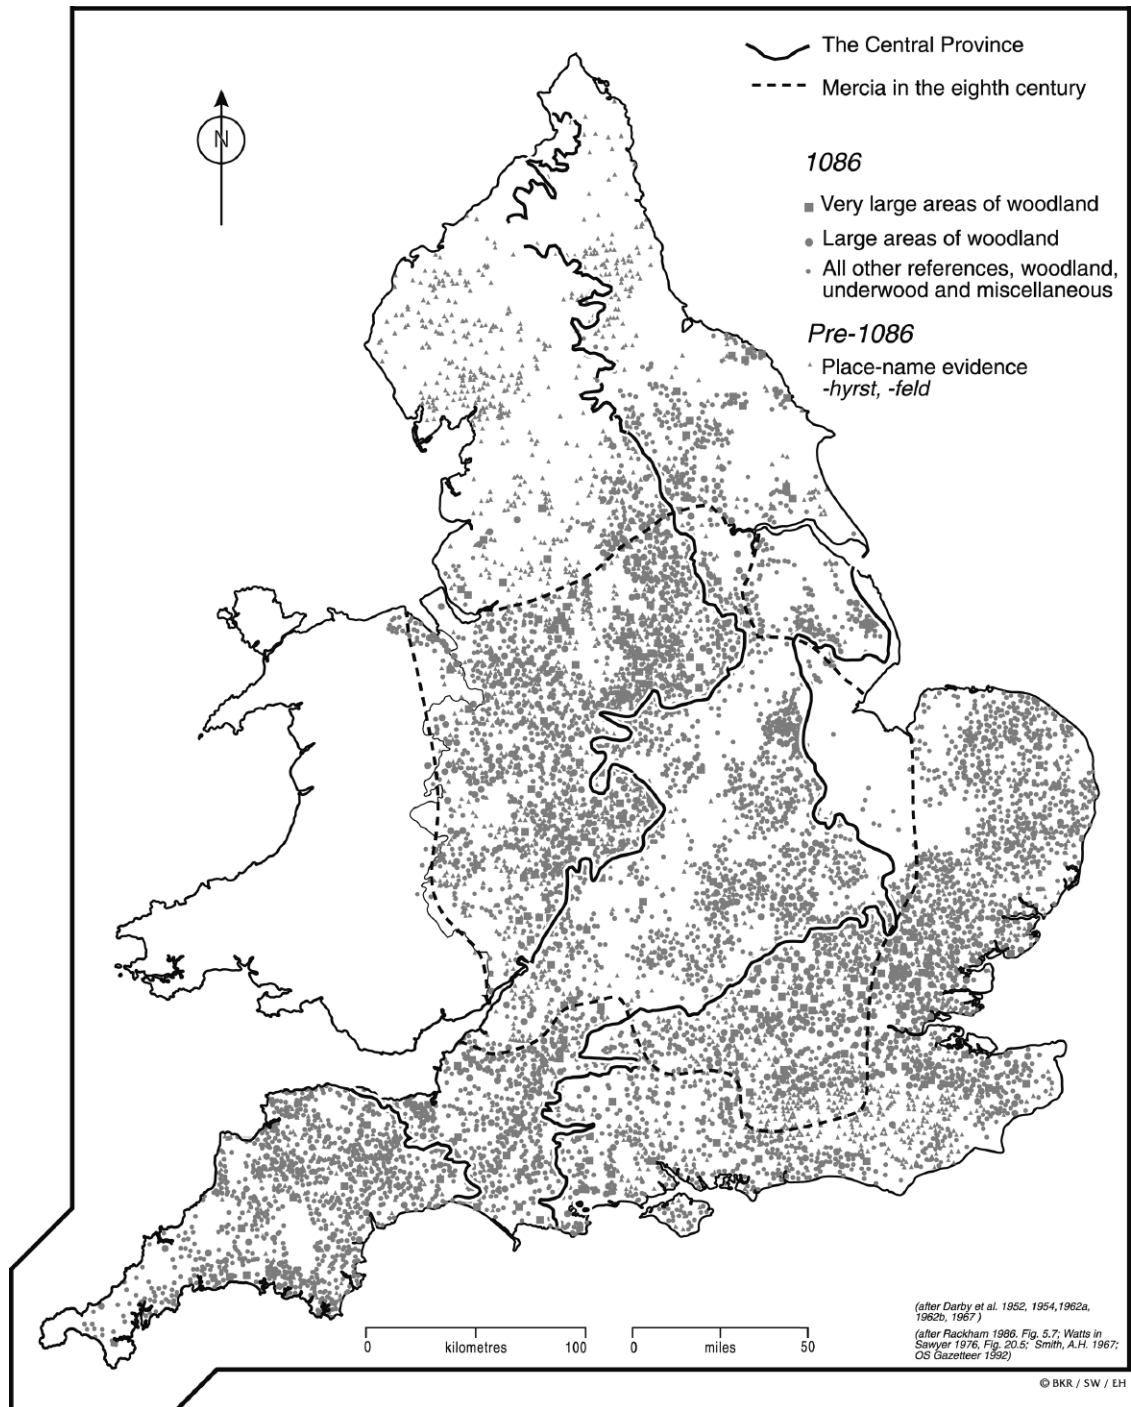 The Central Province
Mercia in the eighth century
N
1086
Very large areas of woodland
Large areas of woodland
All other references, woodland,
underwood and miscellaneous
Pre-1086
Place-name evidence
-hyrst, -feld
(after Darby et al. 1952, 1954,1962a,
1962b, 1967 )
(after Rackham 1986. Fig. 5.7; Watts in
Sawyer 1976, Fig. 20.5; Smith, A.H. 1967;
OS Gazetteer 1992)
0 kilometres 100
0 miles 50
© BKR / SW / EH